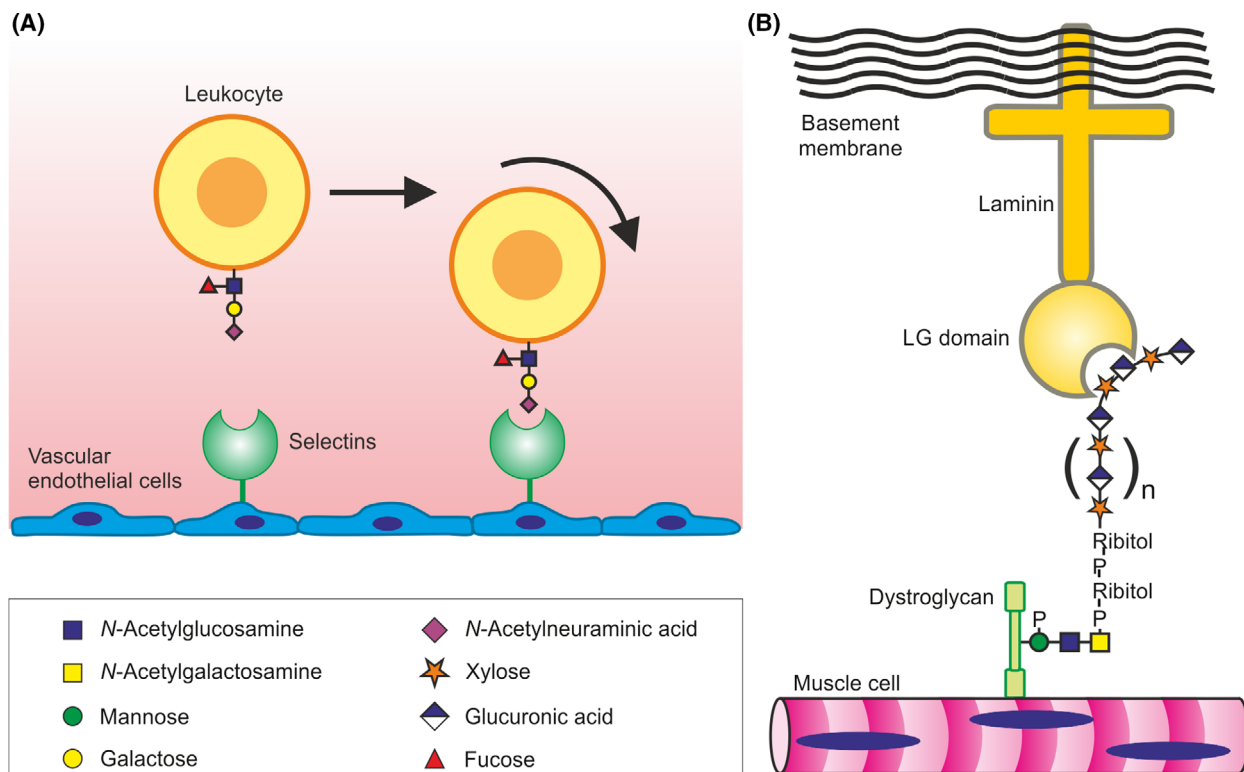 (A)
Leukocyte
Selectins
Vascular
endothelial cells
N-Acetylglucosamine
N-Acetylgalactosamine
Mannose
Galactose
N-Acetylneuraminic acid
Xylose
Glucuronic acid
Fucose
(B)
Basement
membrane
Laminin
LG domain
n
Ribitol
P
Ribitol
P
Dystroglycan
P
Muscle cell